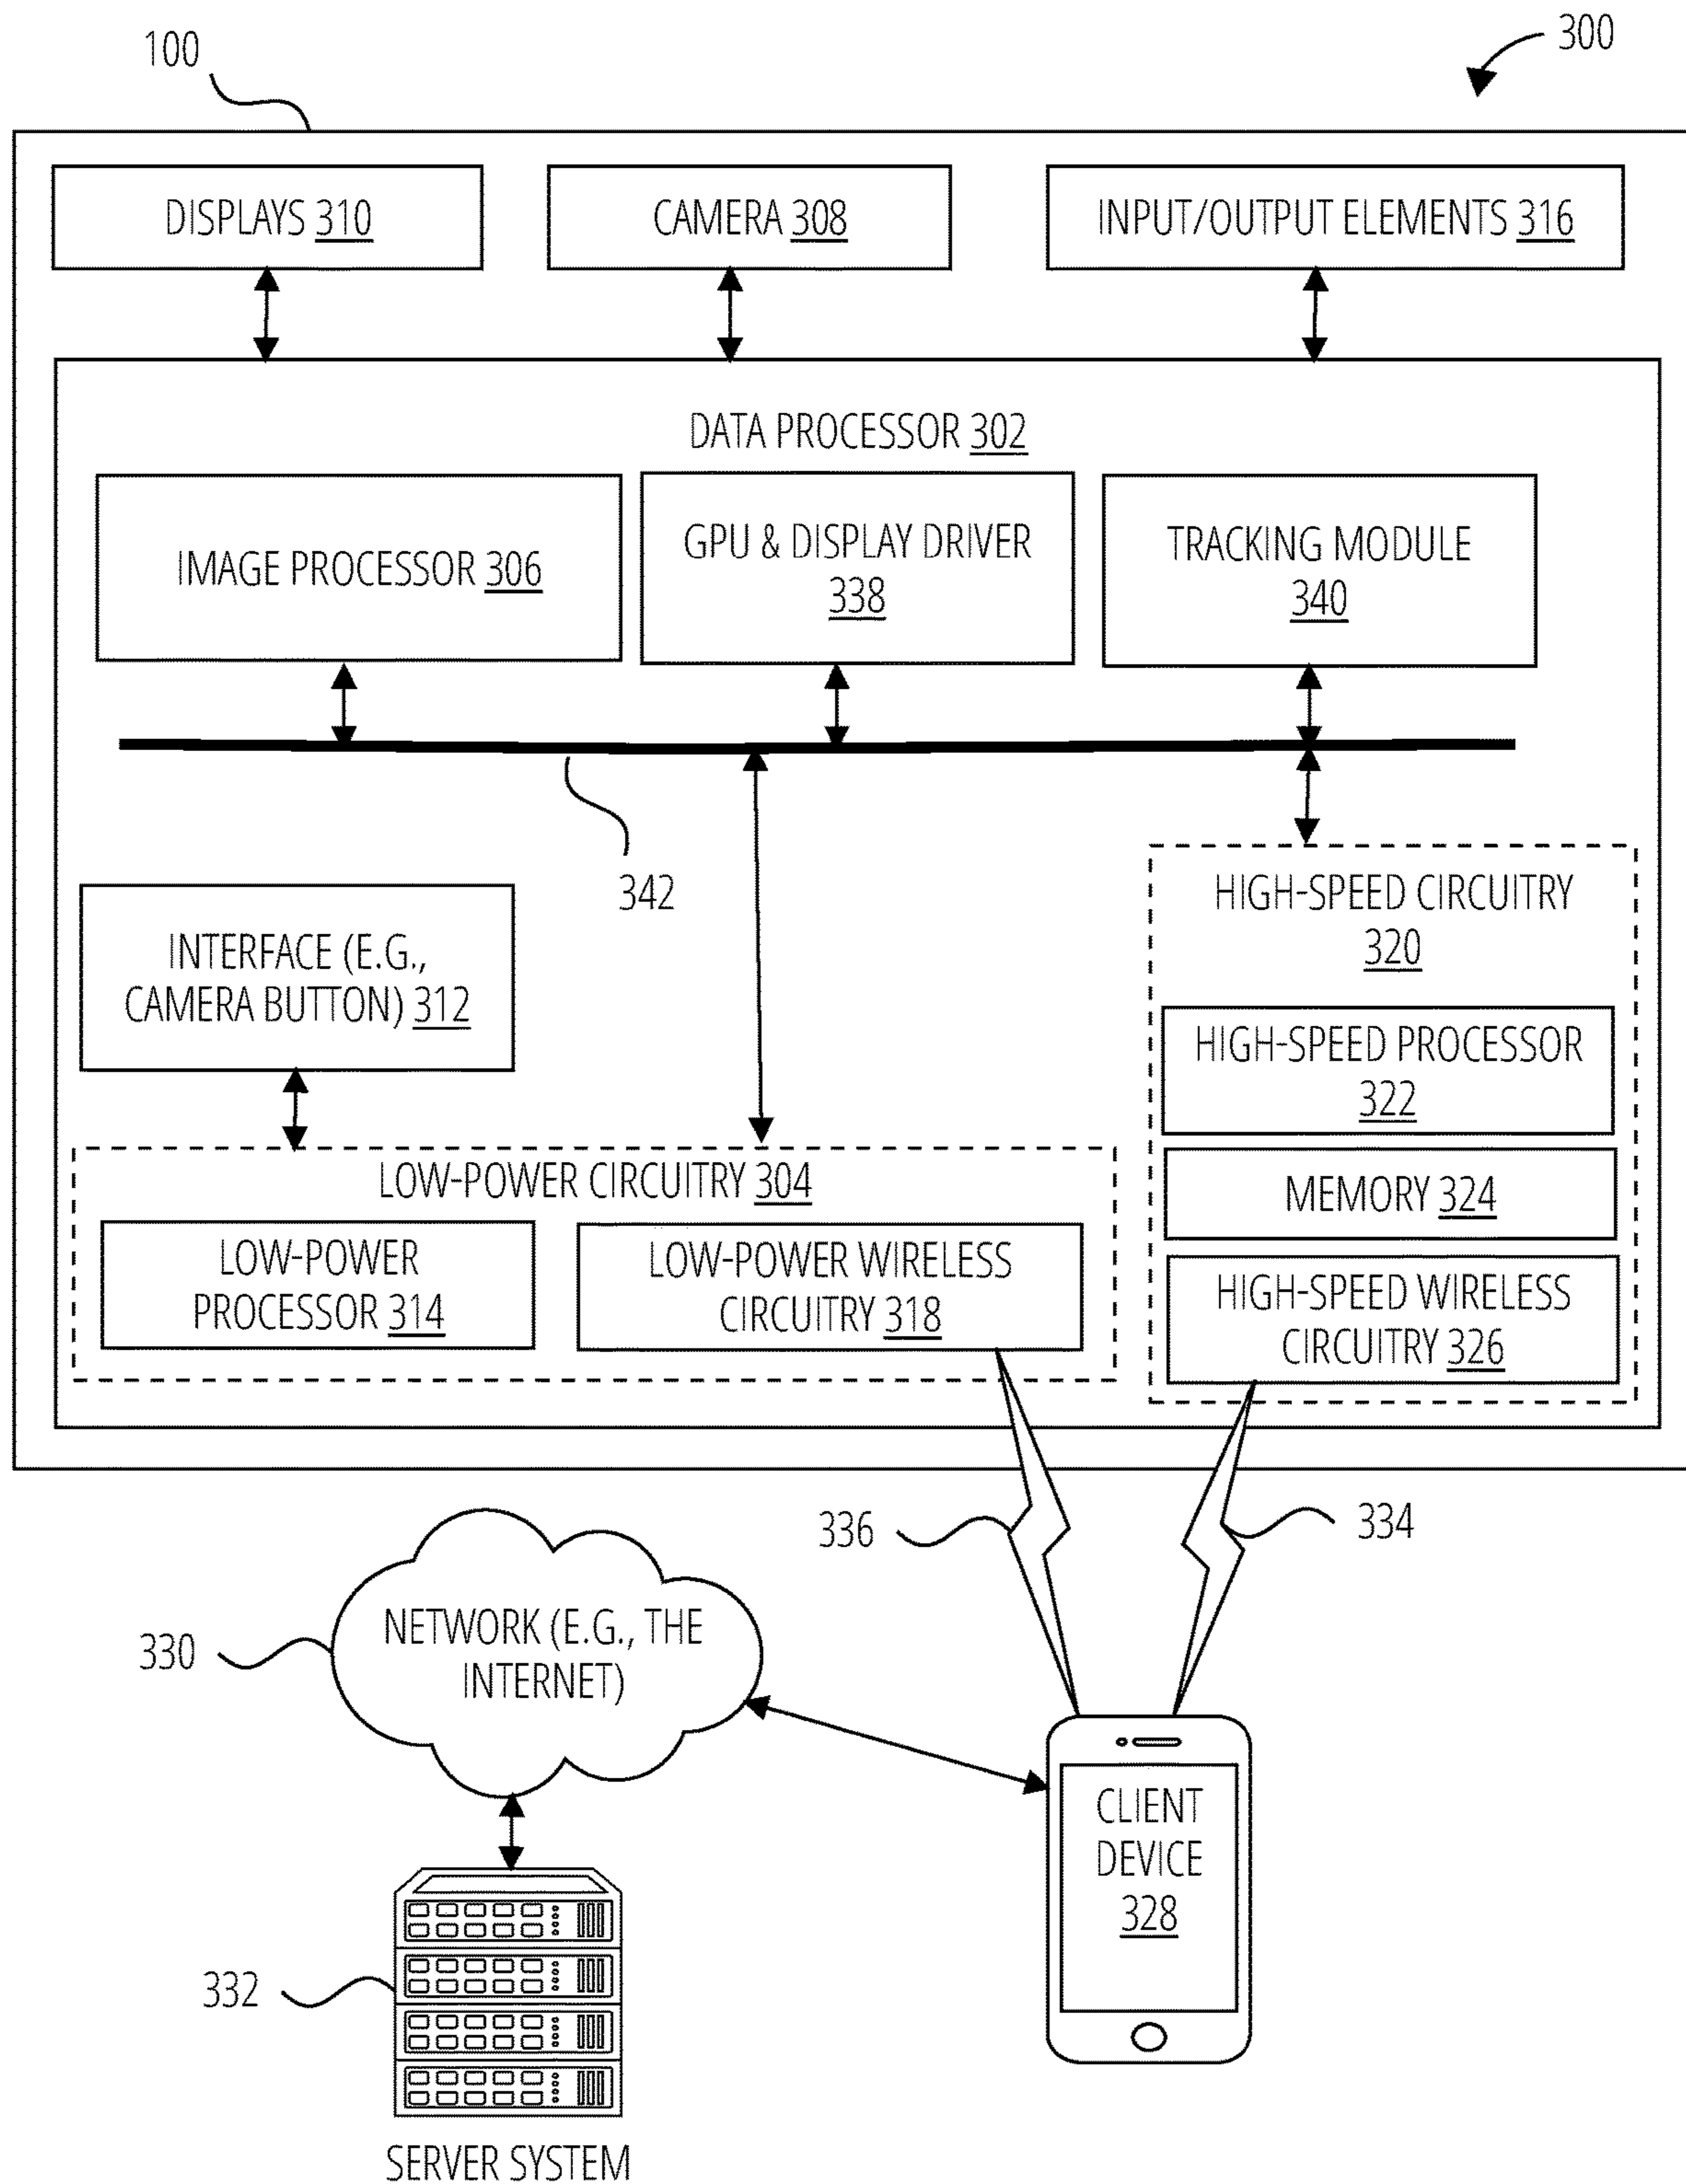 300
100
DISPLAYS 310
CAMERA 308
INPUT/OUTPUT ELEMENTS 316
DATA PROCESSOR 302
IMAGE PROCESSOR 306
GPU & DISPLAY DRIVER
338
TRACKING MODULE
340
342
INTERFACE (E.G.,
CAMERA BUTTON) 312
HIGH-SPEED CIRCUITRY
320
HIGH-SPEED PROCESSOR
322
MEMORY 324
HIGH-SPEED WIRELESS
CIRCUITRY 326
LOW-POWER CIRCUITRY 304
LOW-POWER
PROCESSOR 314
LOW-POWER WIRELESS
CIRCUITRY 318
336
334
330
NETWORK (E.G., THE
INTERNET)
CLIENT
DEVICE
328
332
SERVER SYSTEM